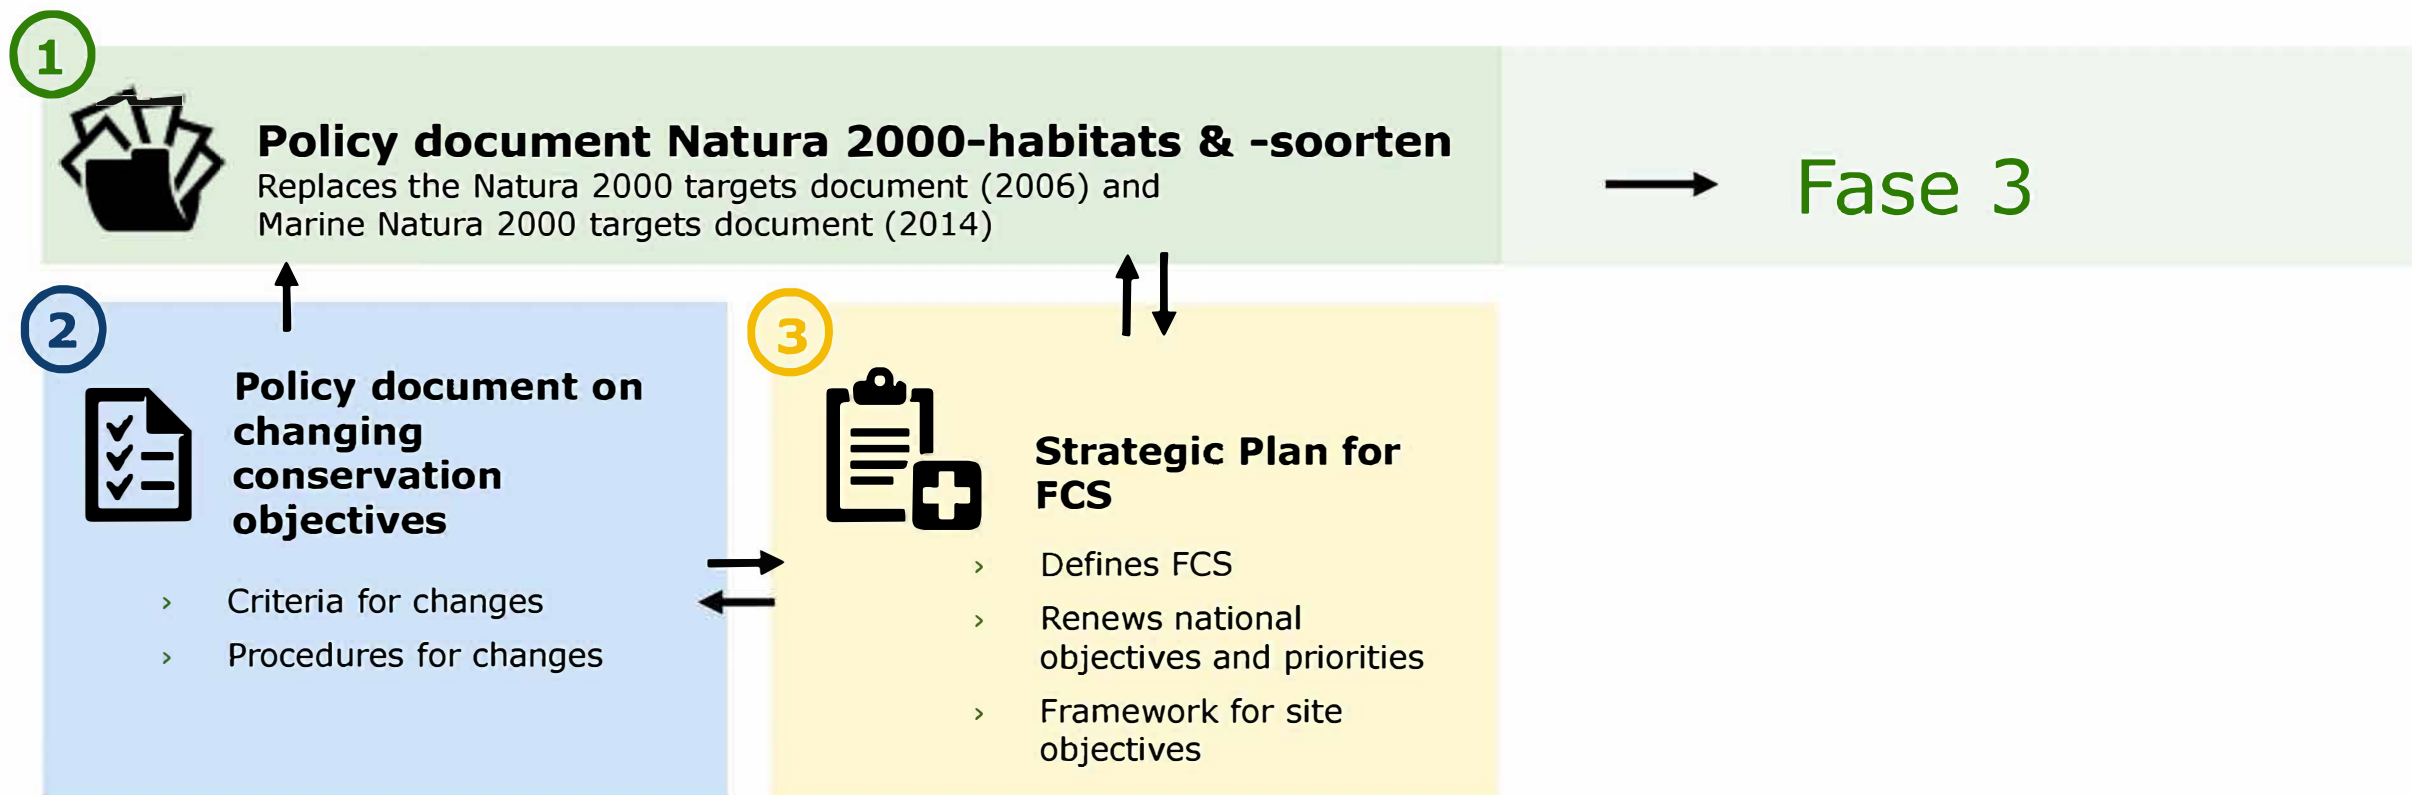 1
Policy document Natura 2000-habitats & -soorten
Replaces the Natura 2000 targets document (2006) and
Marine Natura 2000 targets document (2014)
Fase 3
2
Policy document on
changing
conservation
objectives
› Criteria for changes
› Procedures for changes
3
Strategic Plan for
FCS
› Defines FCS
› Renews national
objectives and priorities
› Framework for site
objectives